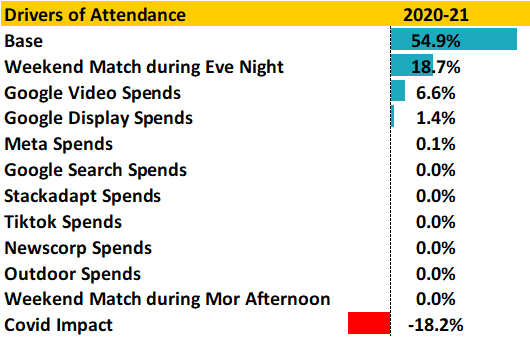 Drivers of Attendance 2020-21
Base 54.9%
Weekend Match during Eve Night 18.7%
Google Video Spends 6.6%
Google Display Spends 1.4%
Meta Spends 0.1%
Google Search Spends 0.0%
Stackadapt Spends 0.0%
Tiktok Spends 0.0%
Newscorp Spends 0.0%
Outdoor Spends 0.0%
Weekend Match during Mor Afternoon 0.0%
Covid Impact -18.2%